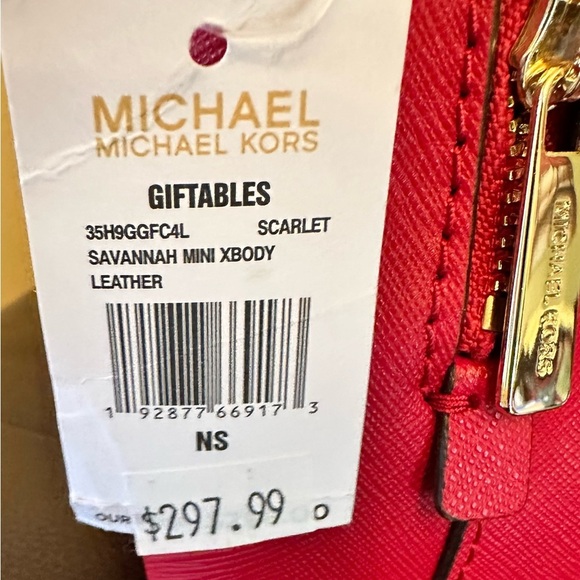 MICHAEL
MICHAEL KORS
GIFTABLES
35H9GGFC4L SCARLET
SAVANNAH MINI XBODY
LEATHER
1 92877 66917 3
NS
OUR $297.99 D
MICHAEL KORS